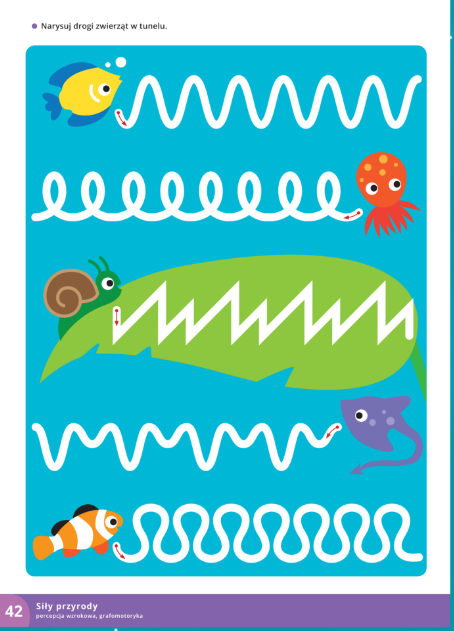 Narysuj drogi zwierząt w tunelu.
42
Siły przyrody
percepcja wzrokowa, grafomotoryka